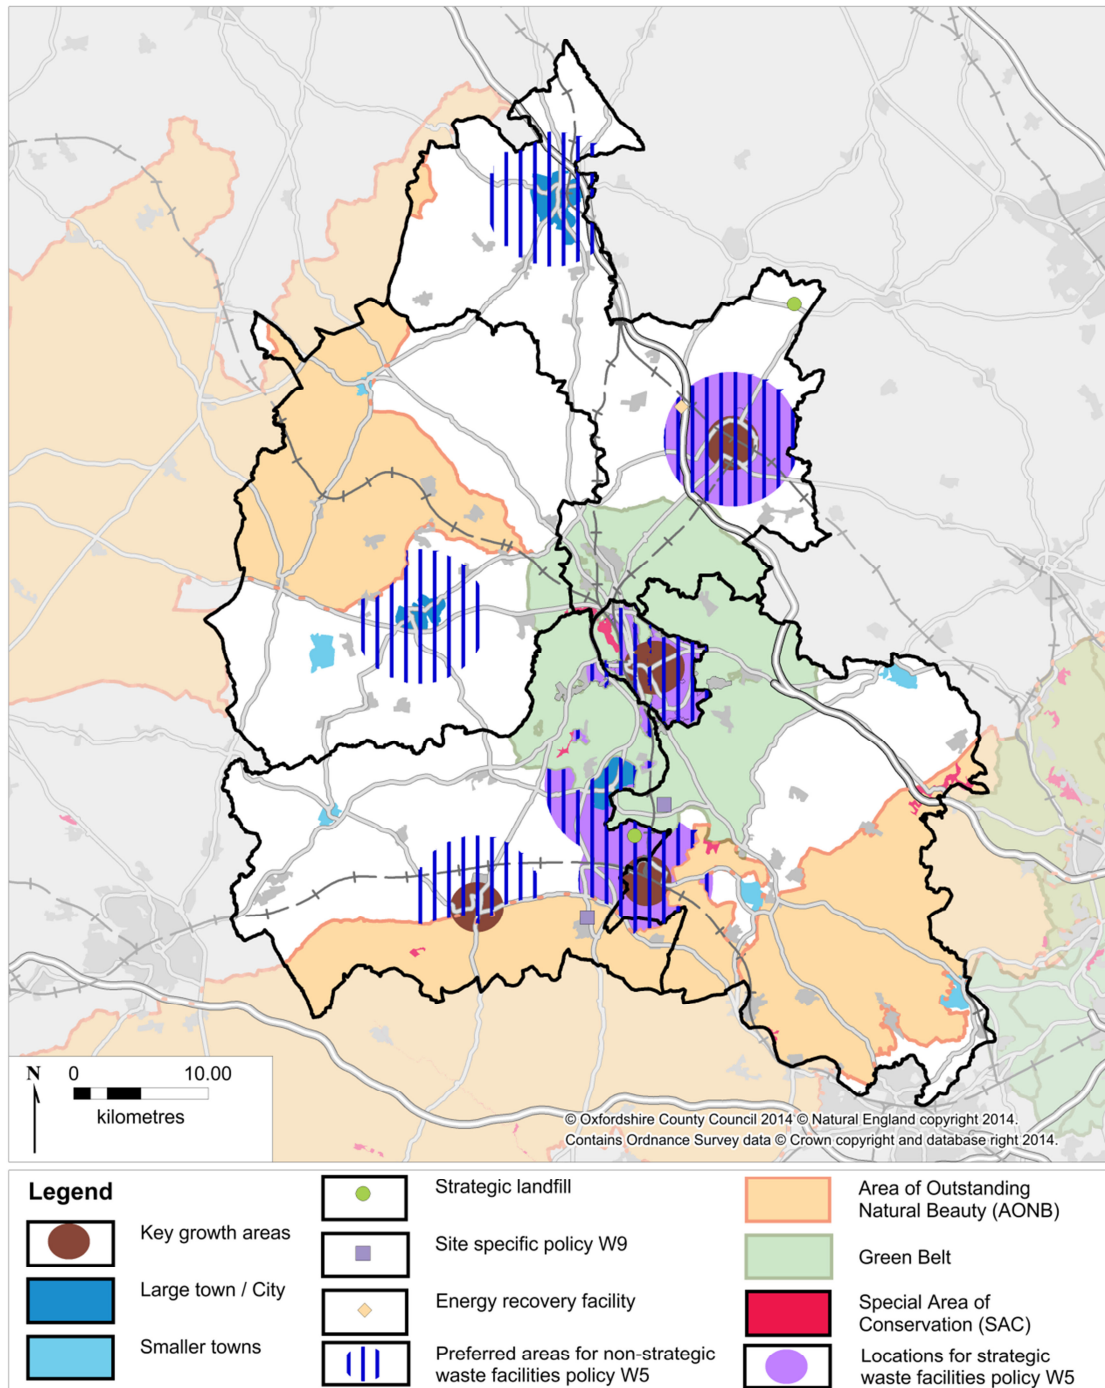 N
0 10.00
kilometres
© Oxfordshire County Council 2014 © Natural England copyright 2014.
Contains Ordnance Survey data © Crown copyright and database right 2014.
Legend
Key growth areas
Large town / City
Smaller towns
Strategic landfill
Site specific policy W9
Energy recovery facility
Preferred areas for non-strategic
waste facilities policy W5
Area of Outstanding
Natural Beauty (AONB)
Green Belt
Special Area of
Conservation (SAC)
Locations for strategic
waste facilities policy W5